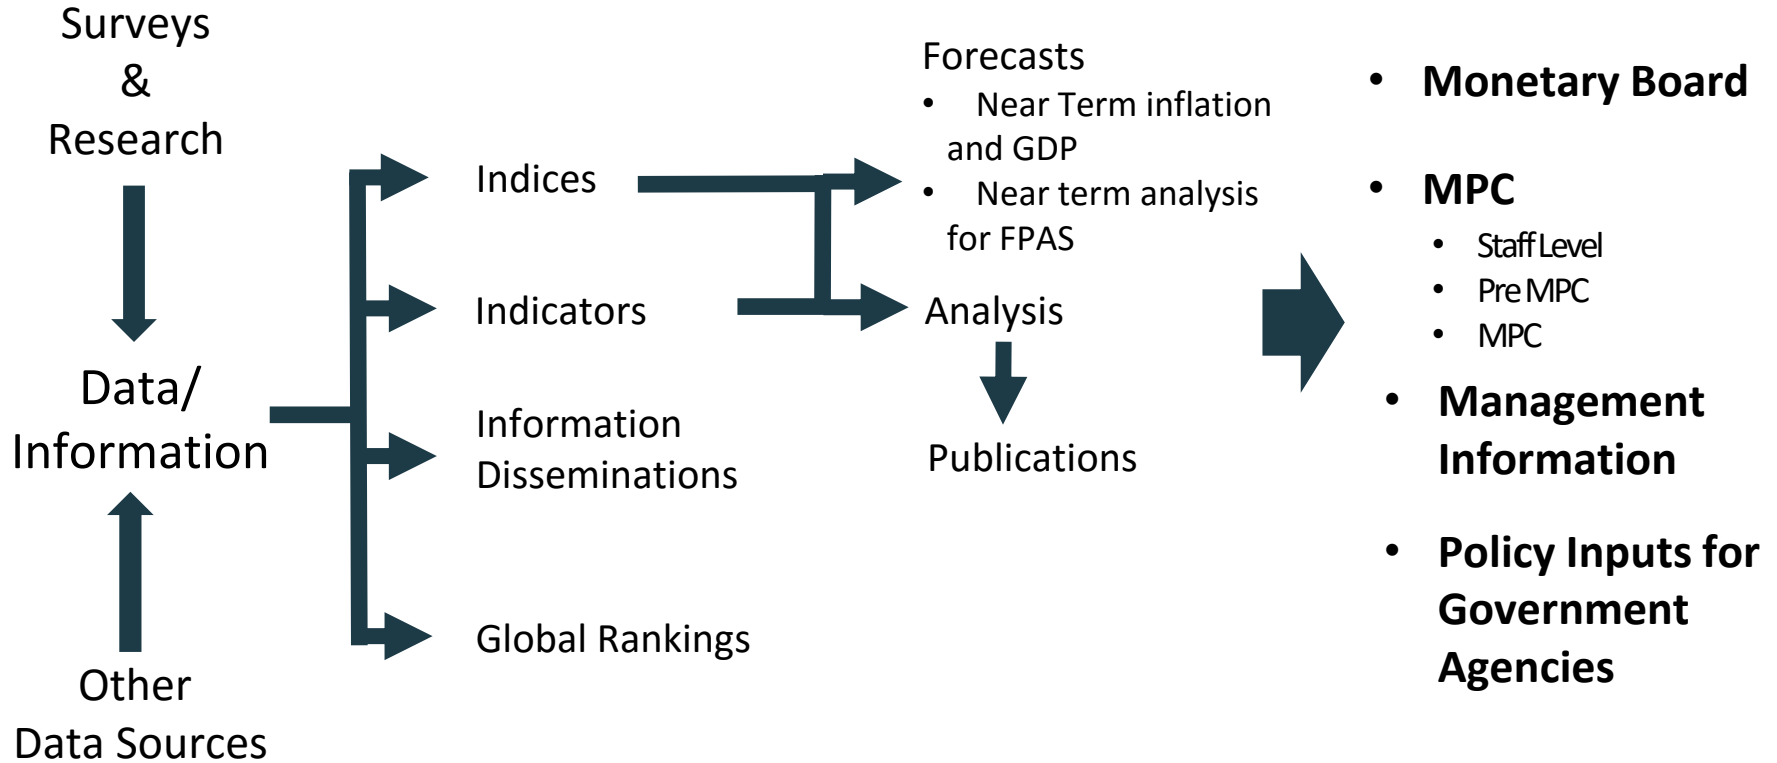 Surveys
&
Research
Data/
Information
Other
Data Sources
Indices
Indicators
Information
Disseminations
Global Rankings
Forecasts
• Near Term inflation
and GDP
• Near term analysis
for FPAS
Analysis
Publications
• Monetary Board
• MPC
• Staff Level
• Pre MPC
• MPC
• Management
Information
• Policy Inputs for
Government
Agencies